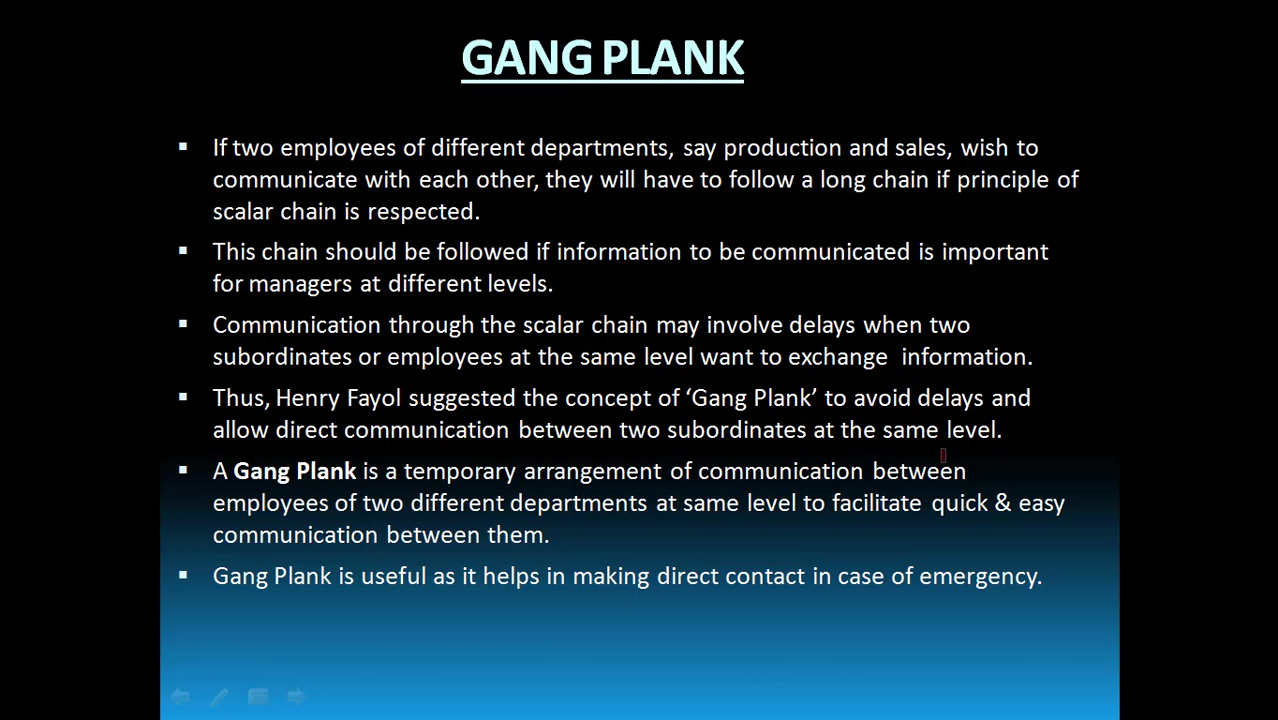 GANG PLANK
▪ If two employees of different departments, say production and sales, wish to
communicate with each other, they will have to follow a long chain if principle of
scalar chain is respected.
▪ This chain should be followed if information to be communicated is important
for managers at different levels.
▪ Communication through the scalar chain may involve delays when two
subordinates or employees at the same level want to exchange information.
▪ Thus, Henry Fayol suggested the concept of ‘Gang Plank’ to avoid delays and
allow direct communication between two subordinates at the same level.
▪ A Gang Plank is a temporary arrangement of communication between
employees of two different departments at same level to facilitate quick & easy
communication between them.
▪ Gang Plank is useful as it helps in making direct contact in case of emergency.